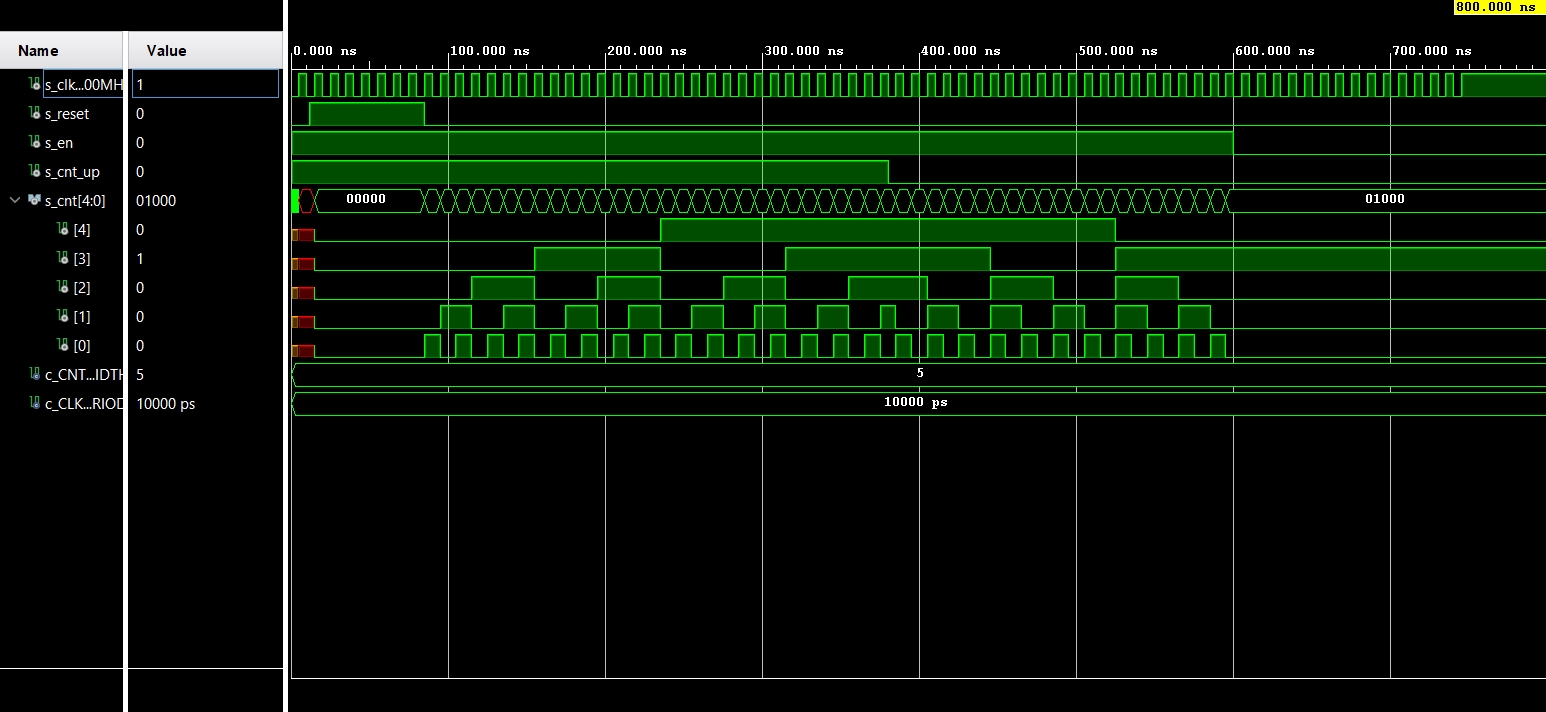 800.000 ns
Name Value
0.000 ns 100.000 ns 200.000 ns 300.000 ns 400.000 ns 500.000 ns 600.000 ns 700.000 ns
s_clk...00MH 1
s_reset 0
s_en 0
s_cnt_up 0
s_cnt[4:0] 01000 00000 01000
[4] 0
[3] 1
[2] 0
[1] 0
[0] 0
c_CNT...IDTH 5 5
c_CLK...RIOD 10000 ps 10000 ps